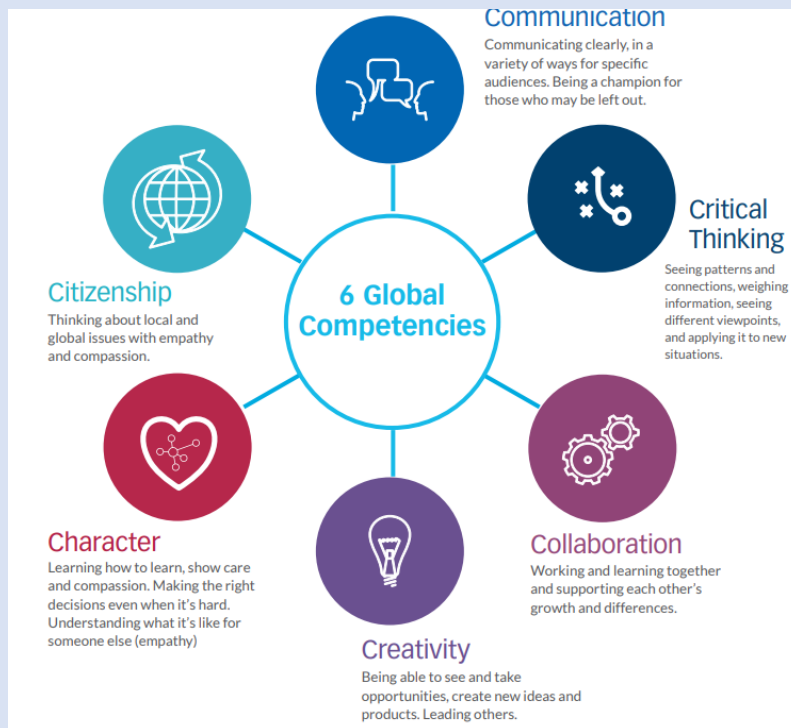 Communication
Communicating clearly, in a
variety of ways for specific
audiences. Being a champion for
those who may be left out.
Critical
Thinking
Seeing patterns and
connections, weighing
information, seeing
different viewpoints,
and applying it to new
situations.
6 Global
Competencies
Citizenship
Thinking about local and
global issues with empathy
and compassion.
Character
Learning how to learn, show care
and compassion. Making the right
decisions even when it's hard.
Understanding what it's like for
someone else (empathy)
Collaboration
Working and learning together
and supporting each other's
growth and differences.
Creativity
Being able to see and take
opportunities, create new ideas and
products. Leading others.